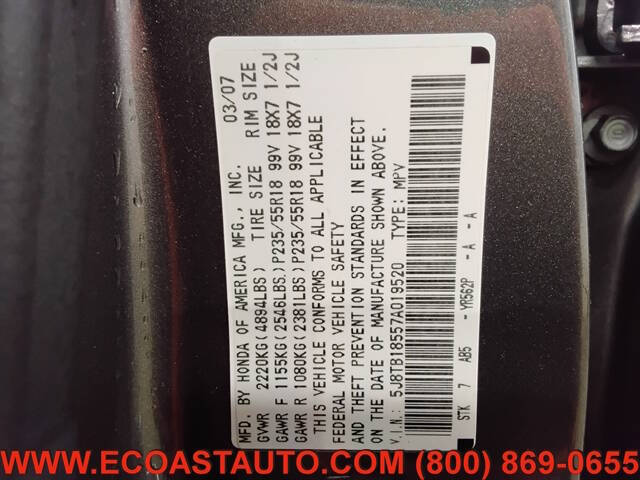 MFD. BY HONDA OF AMERICA MFG., INC. 03/07
TIRE SIZE RIM SIZE
GVWR 2220KG(4894LBS)
GAWR F 1155KG(2546LBS)P235/55R18 99V 18X7 1/2J
GAWR R 1080KG(2381LBS)P235/55R18 99V 18X7 1/2J
THIS VEHICLE CONFORMS TO ALL APPLICABLE
FEDERAL MOTOR VEHICLE SAFETY
AND THEFT PREVENTION STANDARDS IN EFFECT
ON THE DATE OF MANUFACTURE SHOWN ABOVE.
V.I.N.: 5J8TB18557A019520 TYPE: MPV
STK 7 AB5 YR562P -A -A
WWW.ECOASTAUTO.COM (800) 869-0655